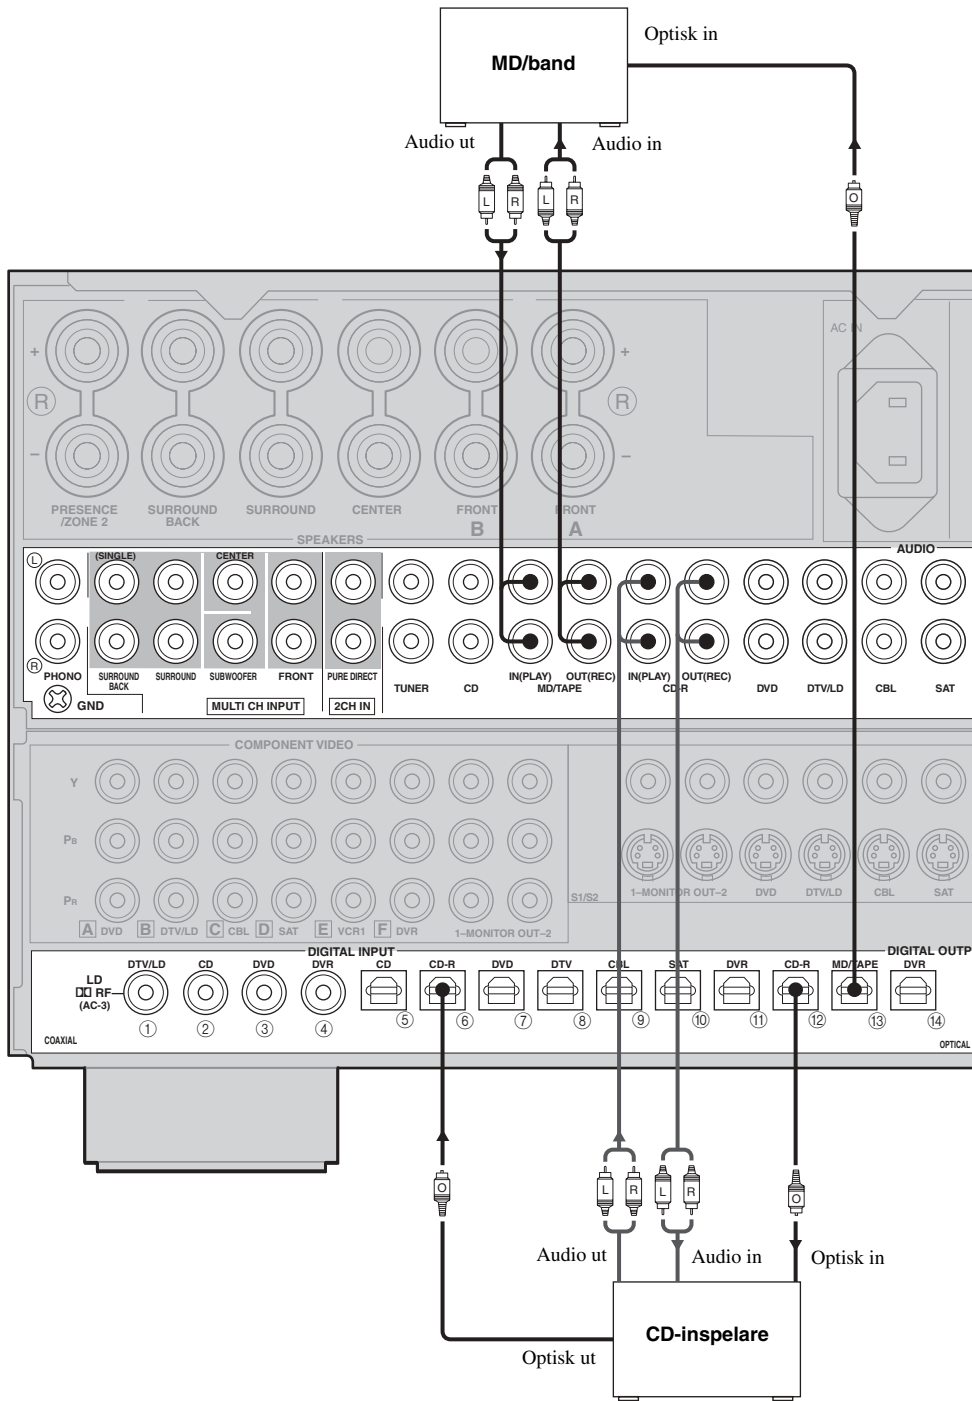 Optisk in
MD/band
Audio ut
Audio in
L R L R
O
AC IN
+ +
R R
– –
PRESENCE /ZONE 2
SURROUND BACK
SURROUND
CENTER
FRONT B
FRONT A
SPEAKERS
AUDIO
L
(SINGLE)
CENTER
R
PHONO
SURROUND BACK
SURROUND
SUBWOOFER
FRONT
PURE DIRECT
TUNER
CD
IN(PLAY) OUT(REC)
MD/TAPE
IN(PLAY) OUT(REC)
CD-R
DVD
DTV/LD
CBL
SAT
GND
MULTI CH INPUT
2CH IN
COMPONENT VIDEO
Y
PB
PR
S1/S2
1–MONITOR OUT–2
DVD
DTV/LD
CBL
SAT
A DVD
B DTV/LD
C CBL
D SAT
E VCR1
F DVR
1–MONITOR OUT–2
DIGITAL INPUT
DIGITAL OUTP
DTV/LD CD DVD DVR CD CD-R DVD DTV CBL SAT DVR CD-R MD/TAPE DVR
LD
RF
(AC-3)
① ② ③ ④ ⑤ ⑥ ⑦ ⑧ ⑨ ⑩ ⑪ ⑫ ⑬ ⑭
COAXIAL
OPTICAL
O L R L R O
Audio ut
Audio in
Optisk in
CD-inspelare
Optisk ut